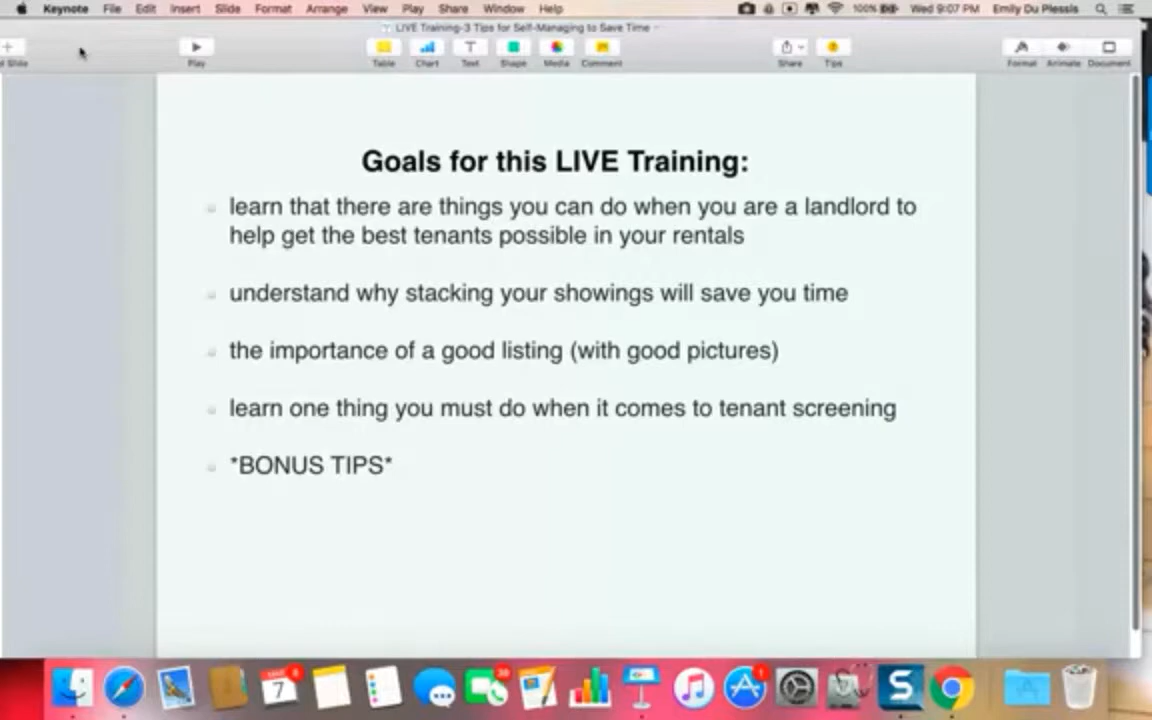 Keynote File Edit Insert Slide Format Arrange View Play Share Window Help 100% Wed 9:07 PM Emily Du Plessis
LIVE Training-3 Tips for Self-Managing to Save Time
Slide Play Table Chart Text Shape Media Comment Share Tips Format Animate Document
Goals for this LIVE Training:
learn that there are things you can do when you are a landlord to
help get the best tenants possible in your rentals
understand why stacking your showings will save you time
the importance of a good listing (with good pictures)
learn one thing you must do when it comes to tenant screening
*BONUS TIPS*
7